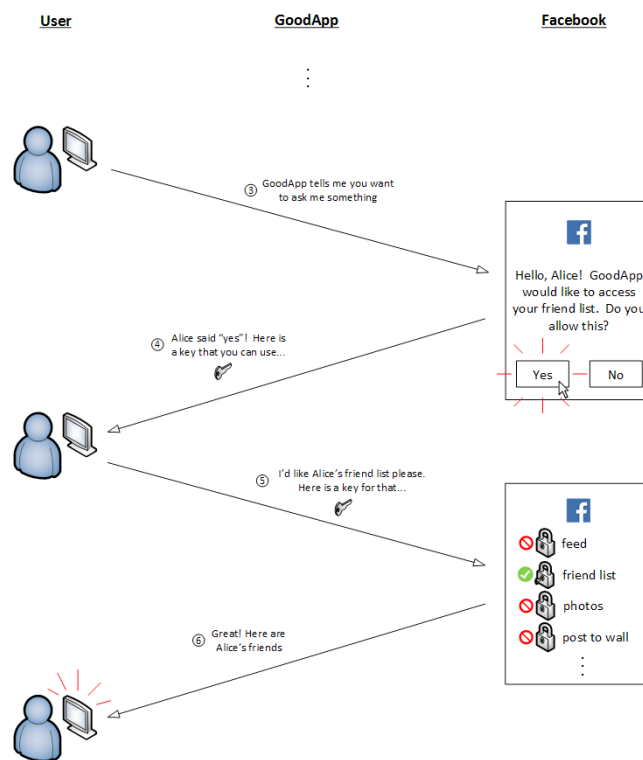 User
GoodApp
Facebook
③ GoodApp tells me you want
to ask me something
Hello, Alice! GoodApp
would like to access
your friend list. Do you
allow this?
Yes
No
④ Alice said “yes”! Here is
a key that you can use...
⑤ I’d like Alice’s friend list please.
Here is a key for that...
feed
friend list
photos
post to wall
⑥ Great! Here are
Alice’s friends